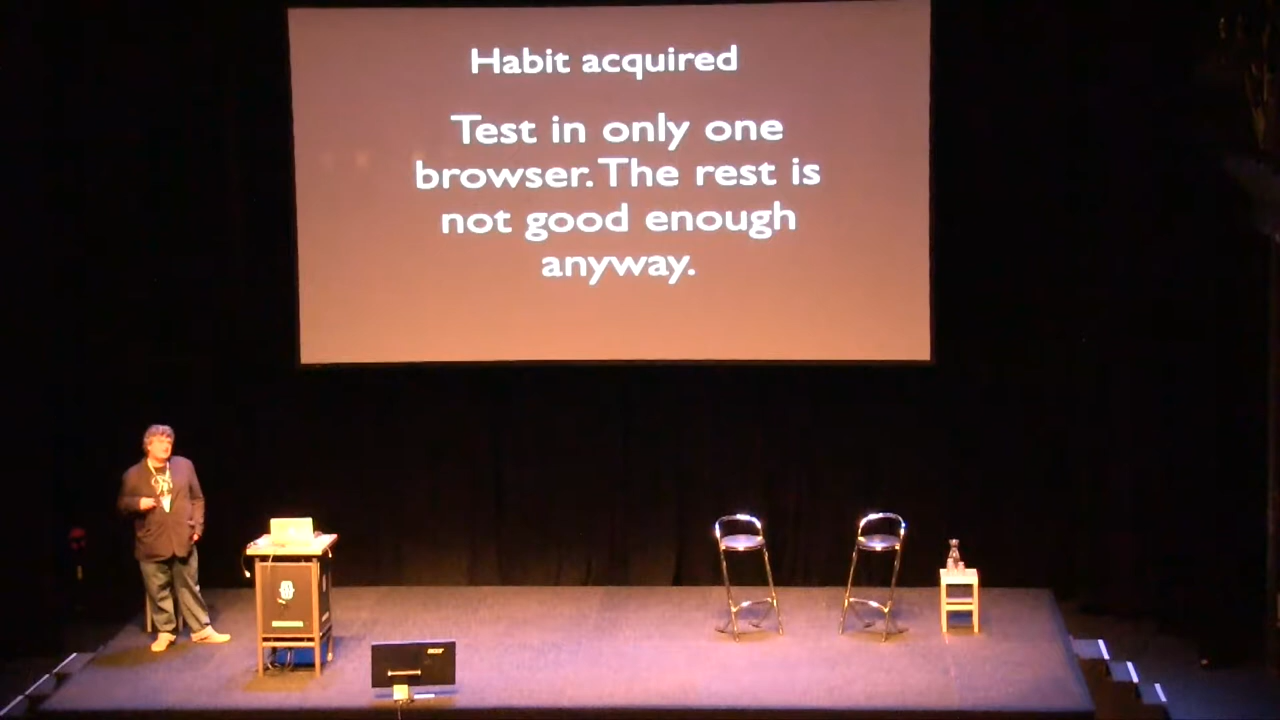 Habit acquired
Test in only one
browser. The rest is
not good enough
anyway.